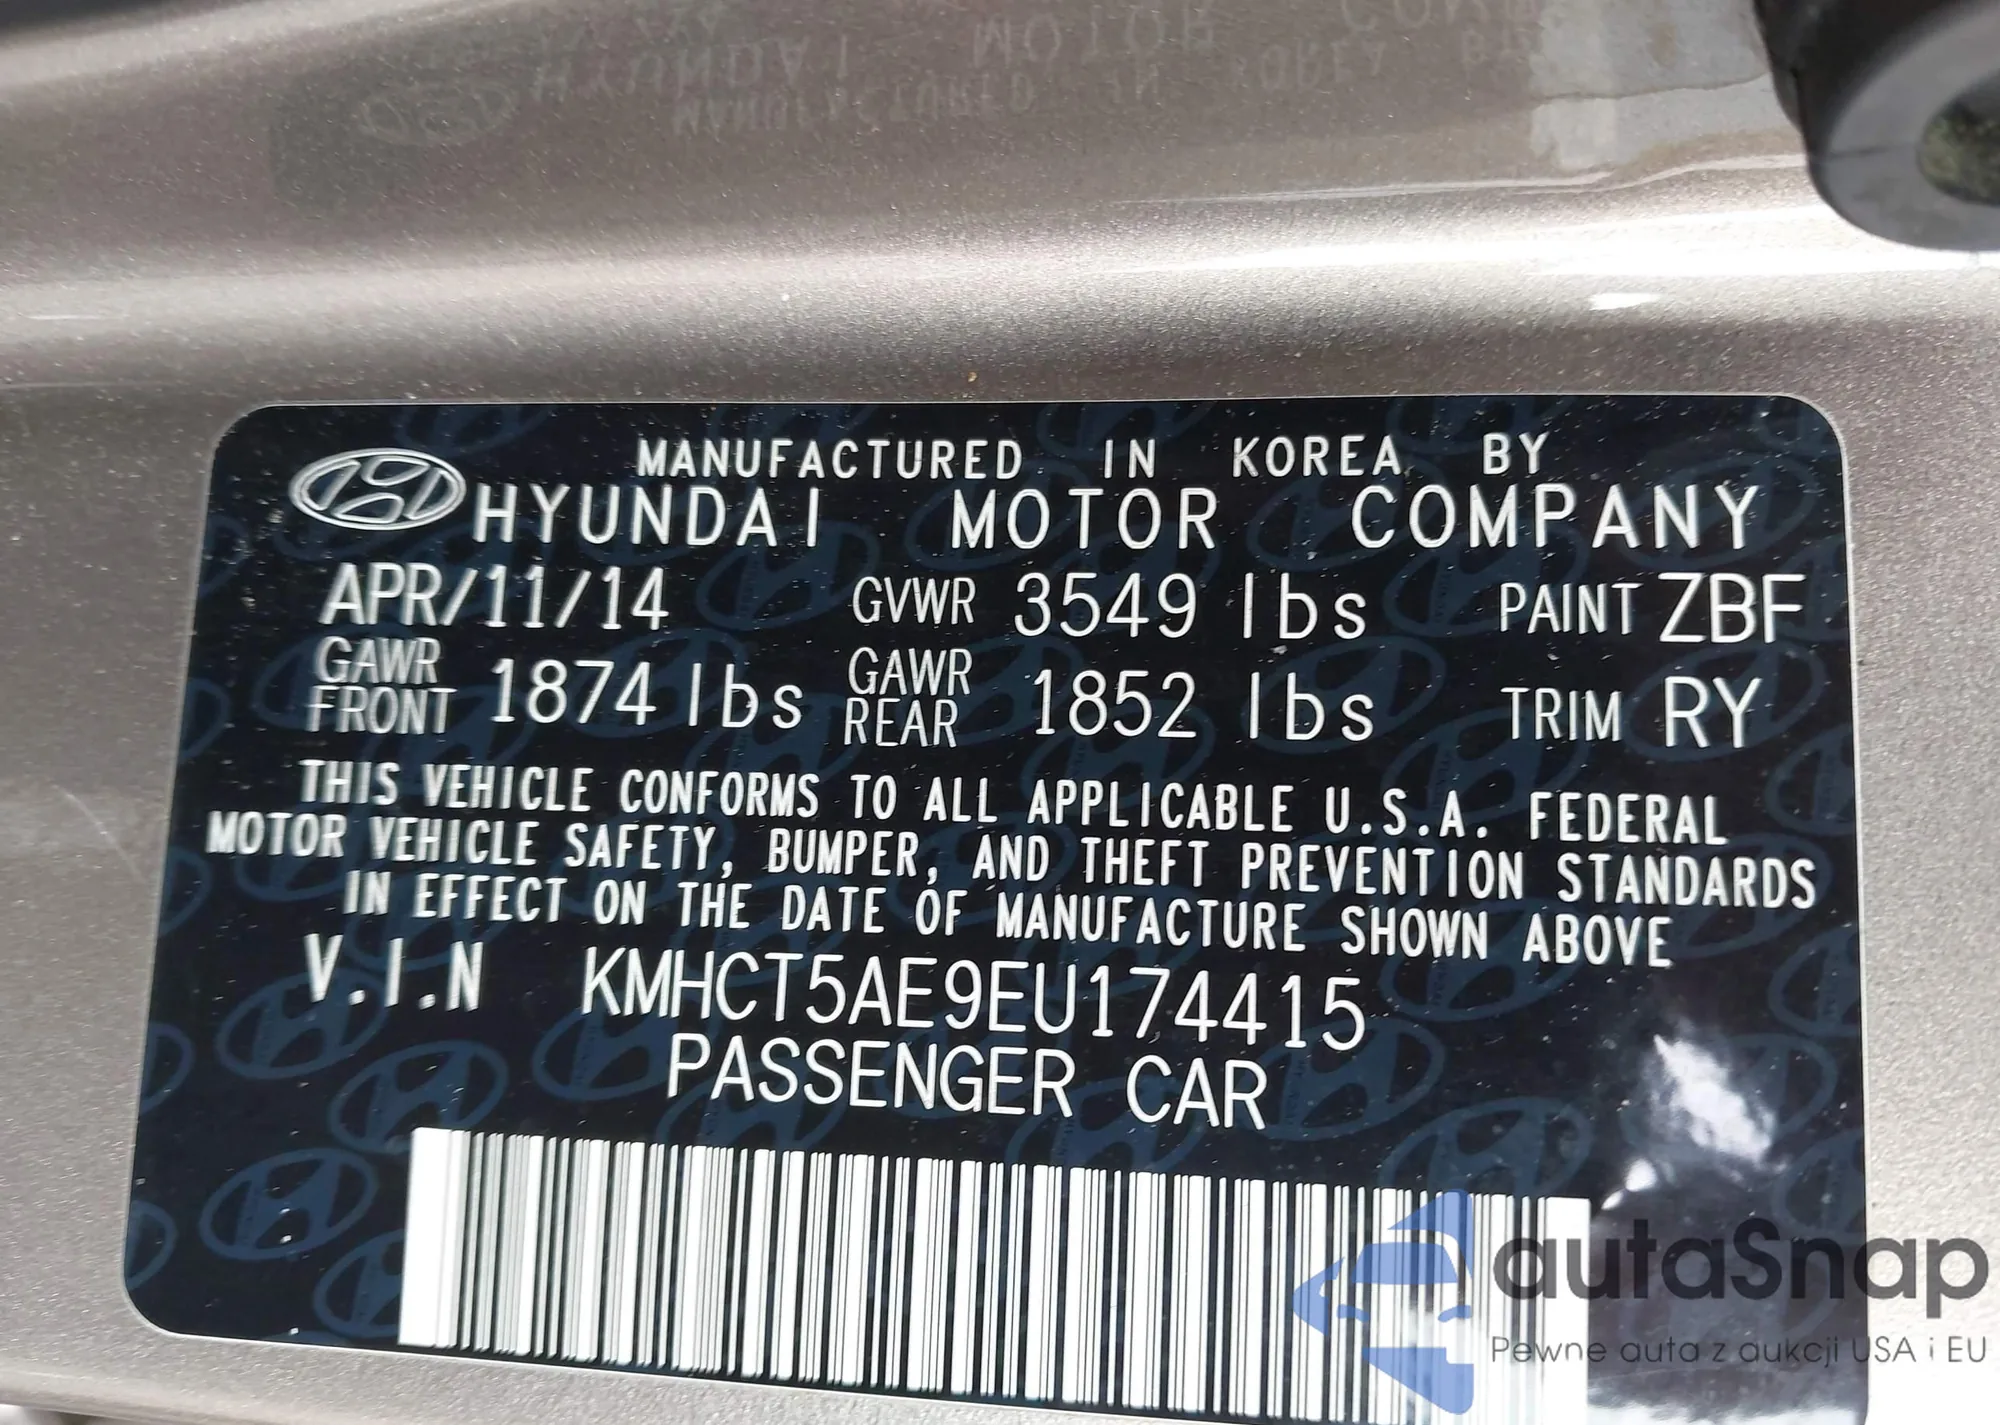 MANUFACTURED IN KOREA BY
HYUNDAI MOTOR COMPANY
APR/11/14 GVWR 3549 lbs PAINT ZBF
GAWR FRONT 1874 lbs GAWR REAR 1852 lbs TRIM RY
THIS VEHICLE CONFORMS TO ALL APPLICABLE U.S.A. FEDERAL
MOTOR VEHICLE SAFETY, BUMPER, AND THEFT PREVENTION STANDARDS
IN EFFECT ON THE DATE OF MANUFACTURE SHOWN ABOVE
V.I.N KMHCT5AE9EU174415
PASSENGER CAR
autaSnap
Pewne auta z aukcji USA i EU